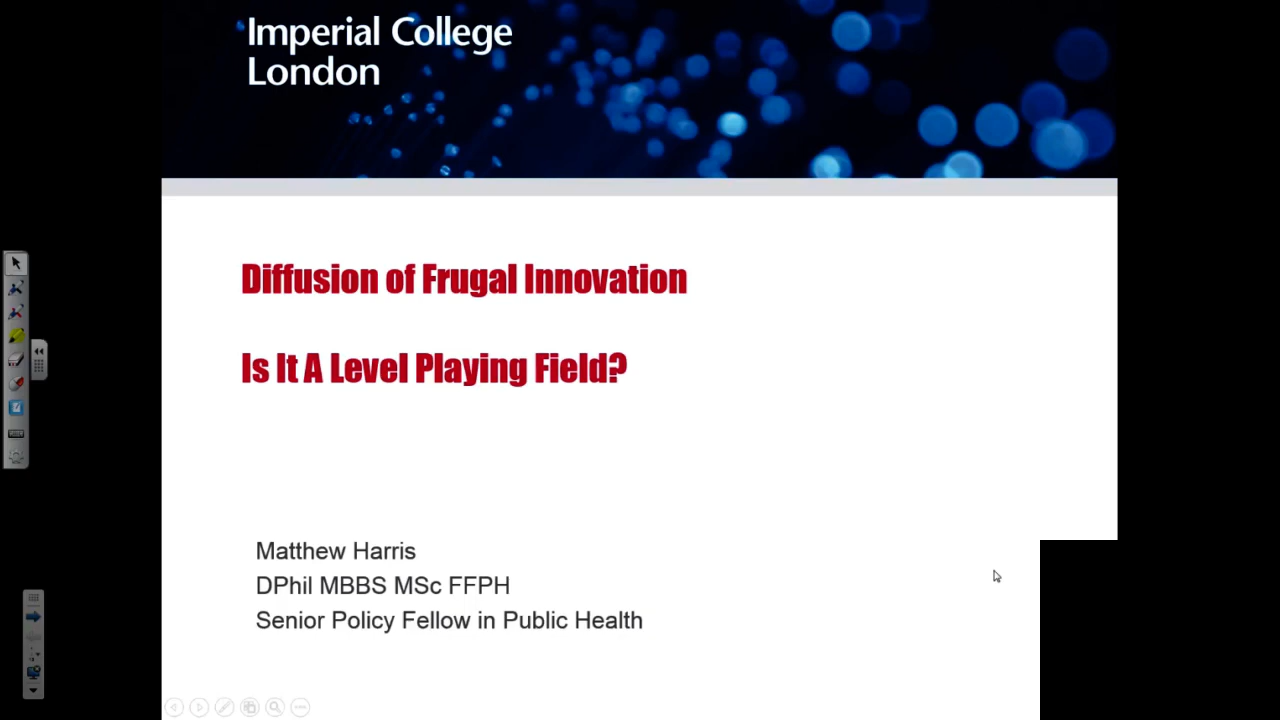 Imperial College
London
Diffusion of Frugal Innovation
Is It A Level Playing Field?
Matthew Harris
DPhil MBBS MSc FFPH
Senior Policy Fellow in Public Health